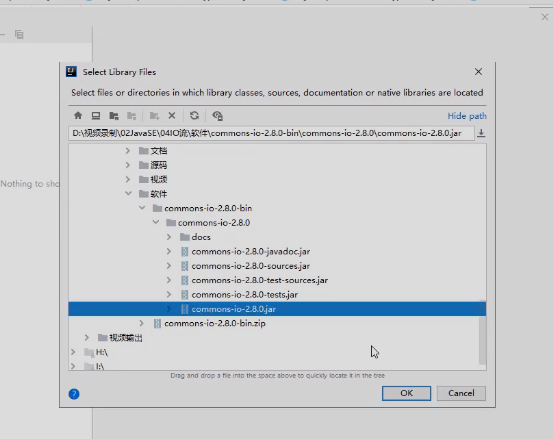 Select Library Files
Select files or directories in which library classes, sources, documentation or native libraries are located
Hide path
D:\视频录制\02JavaSE\04IO流\软件\commons-io-2.8.0-bin\commons-io-2.8.0\commons-io-2.8.0.jar
文档
源码
Nothing to sho
视频
软件
commons-io-2.8.0-bin
commons-io-2.8.0
docs
commons-io-2.8.0-javadoc.jar
commons-io-2.8.0-sources.jar
commons-io-2.8.0-test-sources.jar
commons-io-2.8.0-tests.jar
commons-io-2.8.0.jar
commons-io-2.8.0-bin.zip
视频输出
H:\
I:\
Drag and drop a file into the space above to quickly locate it in the tree
?
OK
Cancel